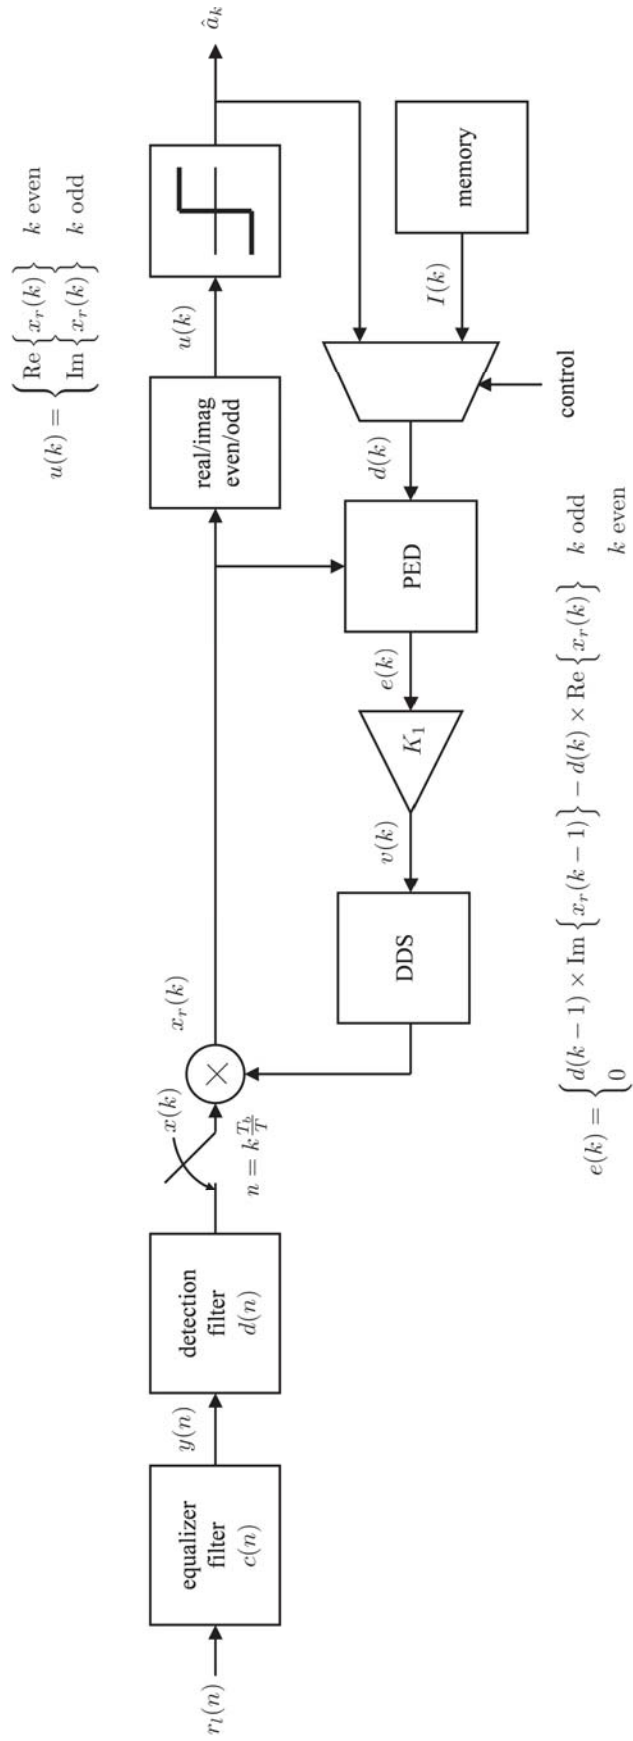 u(k) = { Re{x_r(k)} k even
Im{x_r(k)} k odd
r_l(n)
equalizer
filter
c(n)
y(n)
detection
filter
d(n)
x(k)
n = k T_b/T
×
x_r(k)
real/imag
even/odd
u(k)
â_k
DDS
v(k)
K_1
e(k)
PED
d(k)
I(k)
memory
control
e(k) = { d(k − 1) × Im{x_r(k − 1)} − d(k) × Re{x_r(k)} k odd
0 k even